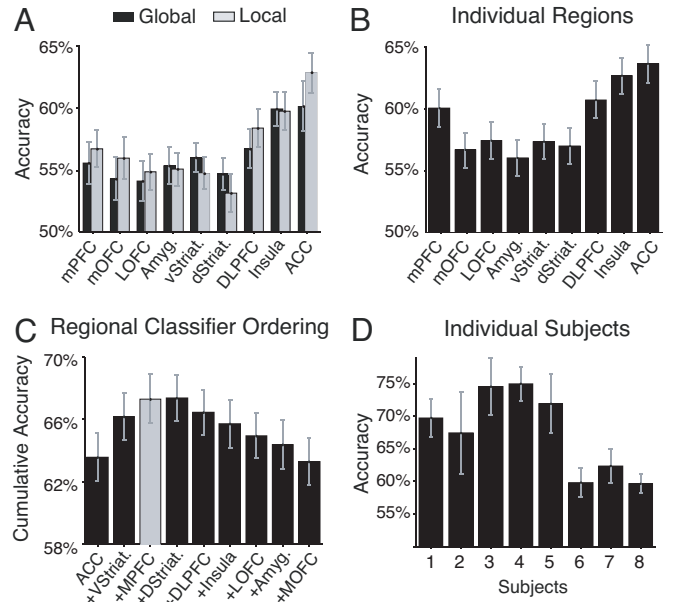 A
Global
Local
65%
60%
55%
50%
Accuracy
mPFC
mOFC
LOFC
Amyg.
vStriat.
dStriat.
DLPFC
Insula
ACC
B
Individual Regions
65%
60%
55%
50%
Accuracy
mPFC
mOFC
LOFC
Amyg.
vStriat.
dStriat.
DLPFC
Insula
ACC
C
Regional Classifier Ordering
70%
66%
62%
58%
Cumulative Accuracy
ACC
+VStriat.
+MPFC
+DStriat.
+DLPFC
+Insula
+LOFC
+Amyg.
+MOFC
D
Individual Subjects
75%
70%
65%
60%
55%
Accuracy
1 2 3 4 5 6 7 8
Subjects